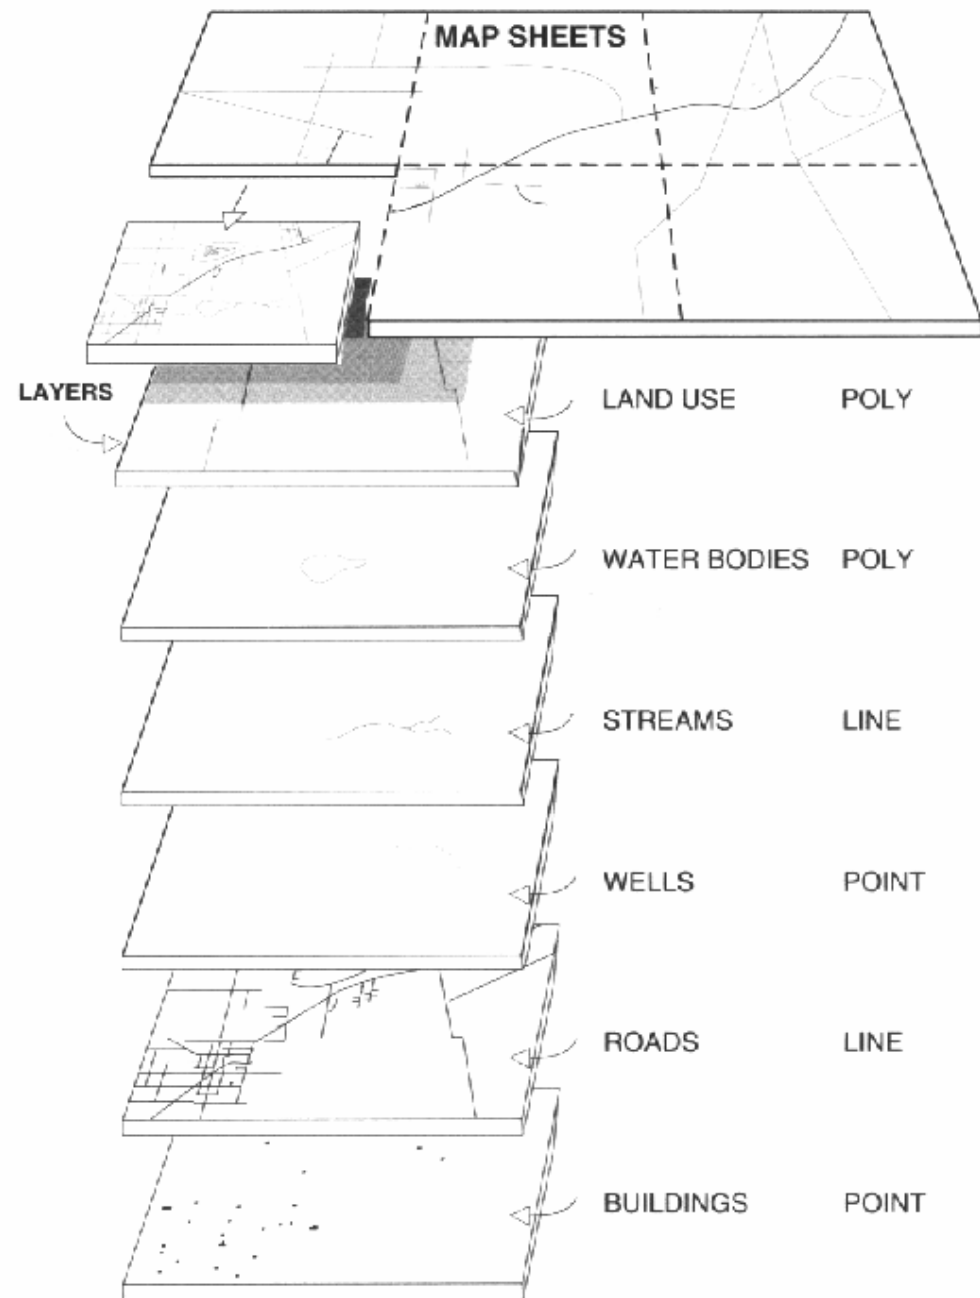 MAP SHEETS
LAYERS
LAND USE POLY
WATER BODIES POLY
STREAMS LINE
WELLS POINT
ROADS LINE
BUILDINGS POINT